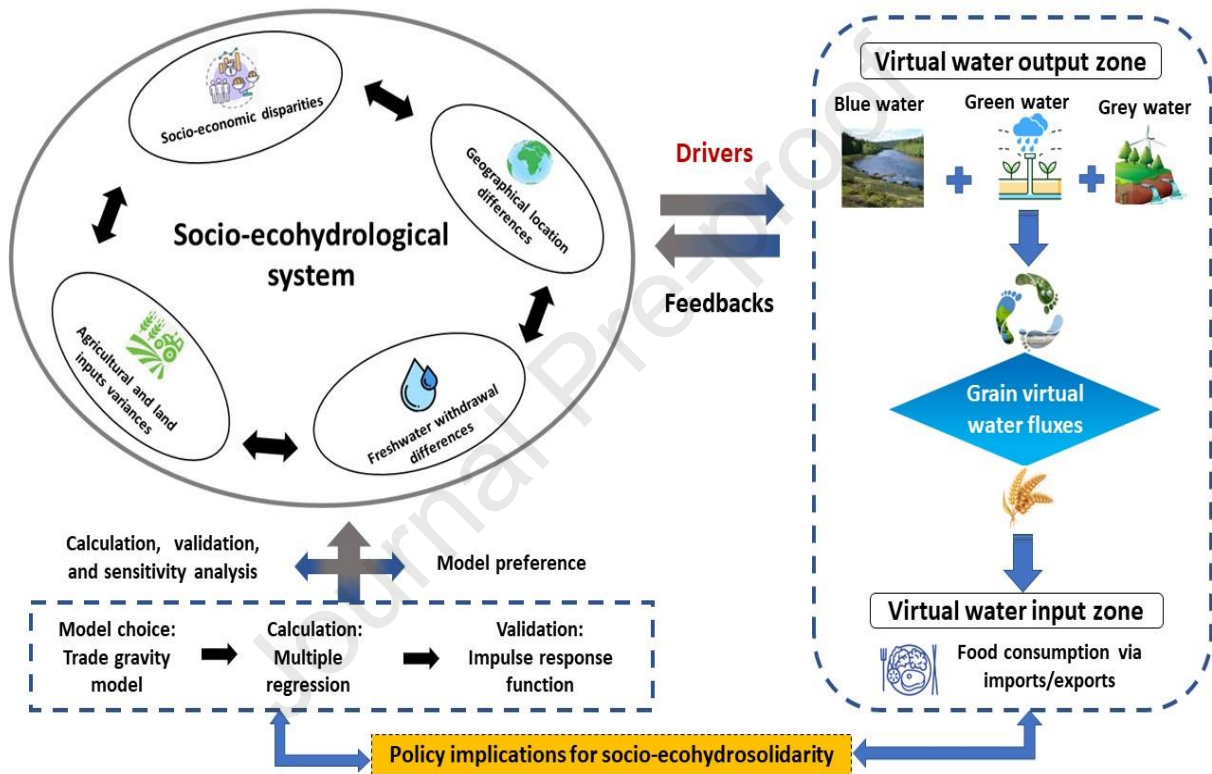 Socio-economic disparities
Geographical location
differences
Socio-ecohydrological
system
Agricultural and land
inputs variances
Freshwater withdrawal
differences
Drivers
Feedbacks
Virtual water output zone
Blue water
Green water
Grey water
Grain virtual
water fluxes
Virtual water input zone
Food consumption via
imports/exports
Calculation, validation,
and sensitivity analysis
Model preference
Model choice:
Trade gravity
model
Calculation:
Multiple
regression
Validation:
Impulse response
function
Policy implications for socio-ecohydrosolidarity
Journal Pre-proof